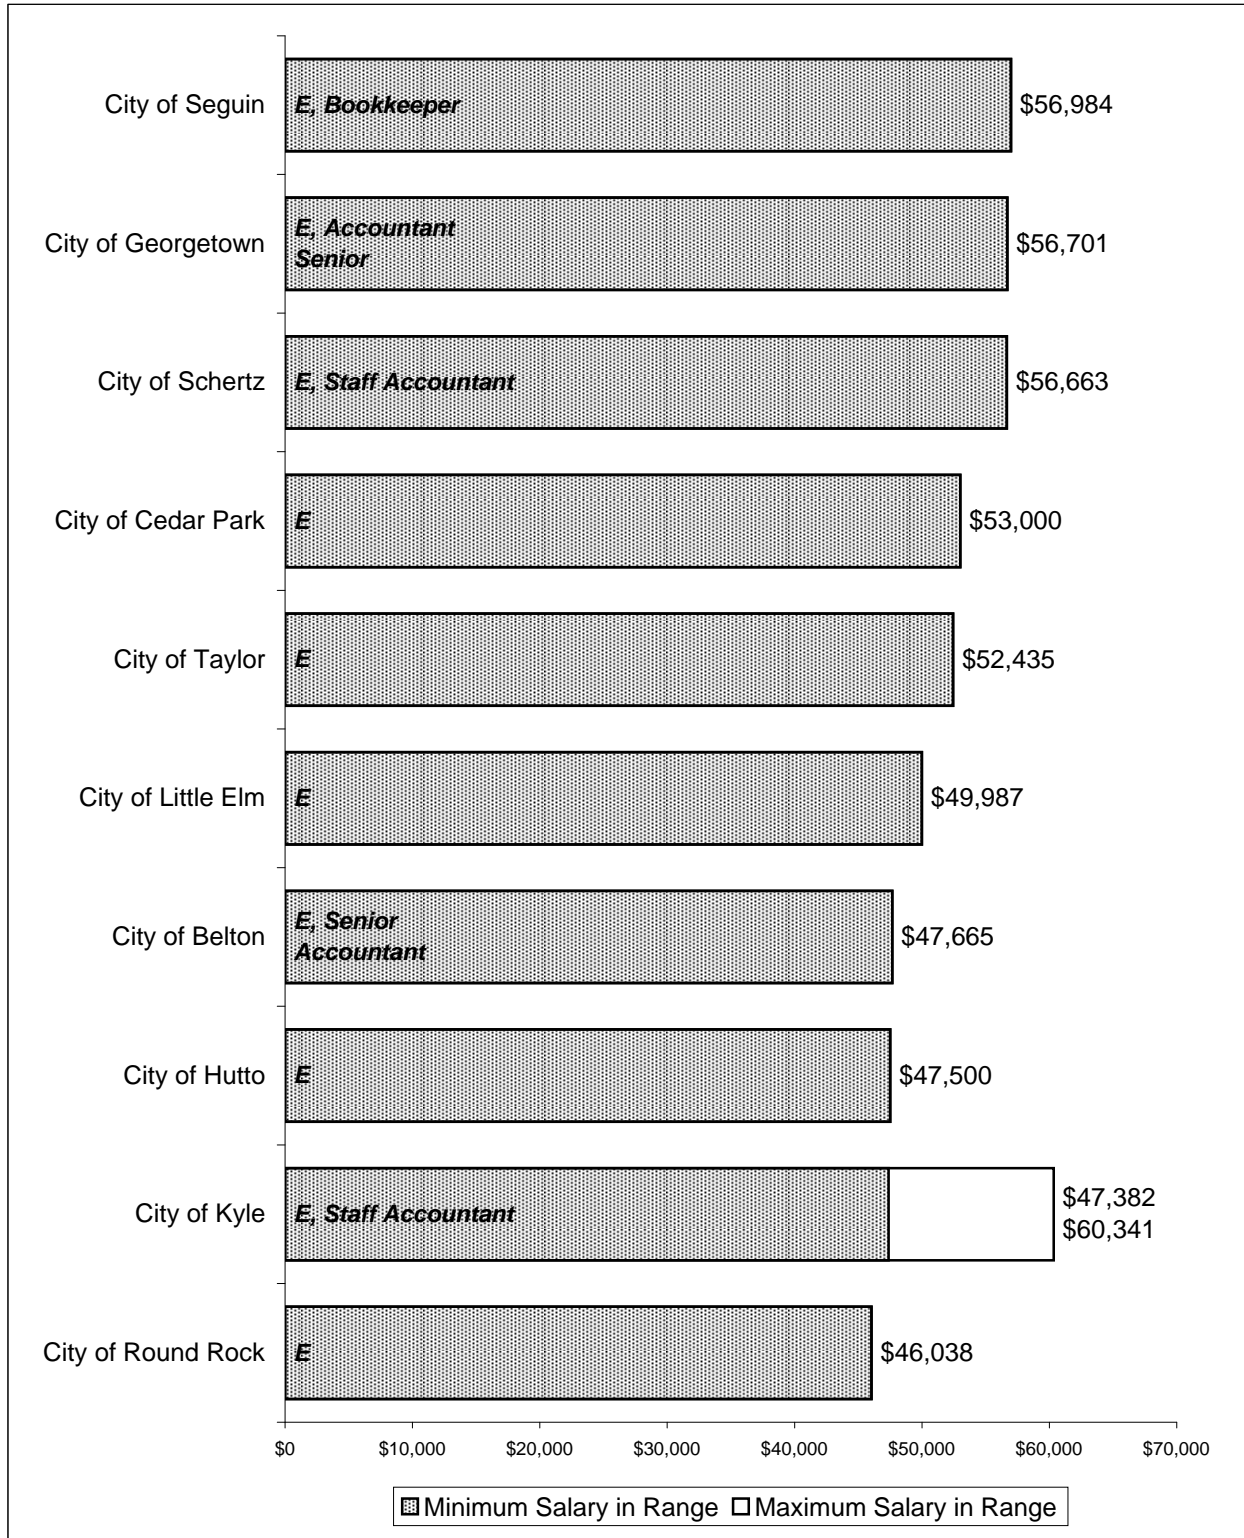 City of Seguin
E, Bookkeeper
$56,984
City of Georgetown
E, Accountant
Senior
$56,701
City of Schertz
E, Staff Accountant
$56,663
City of Cedar Park
E
$53,000
City of Taylor
E
$52,435
City of Little Elm
E
$49,987
City of Belton
E, Senior
Accountant
$47,665
City of Hutto
E
$47,500
City of Kyle
E, Staff Accountant
$47,382
$60,341
City of Round Rock
E
$46,038
$0 $10,000 $20,000 $30,000 $40,000 $50,000 $60,000 $70,000
Minimum Salary in Range Maximum Salary in Range